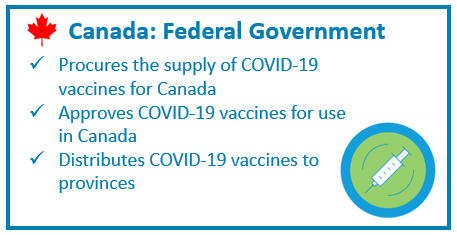 Canada: Federal Government
✓ Procures the supply of COVID-19
vaccines for Canada
✓ Approves COVID-19 vaccines for use
in Canada
✓ Distributes COVID-19 vaccines to
provinces